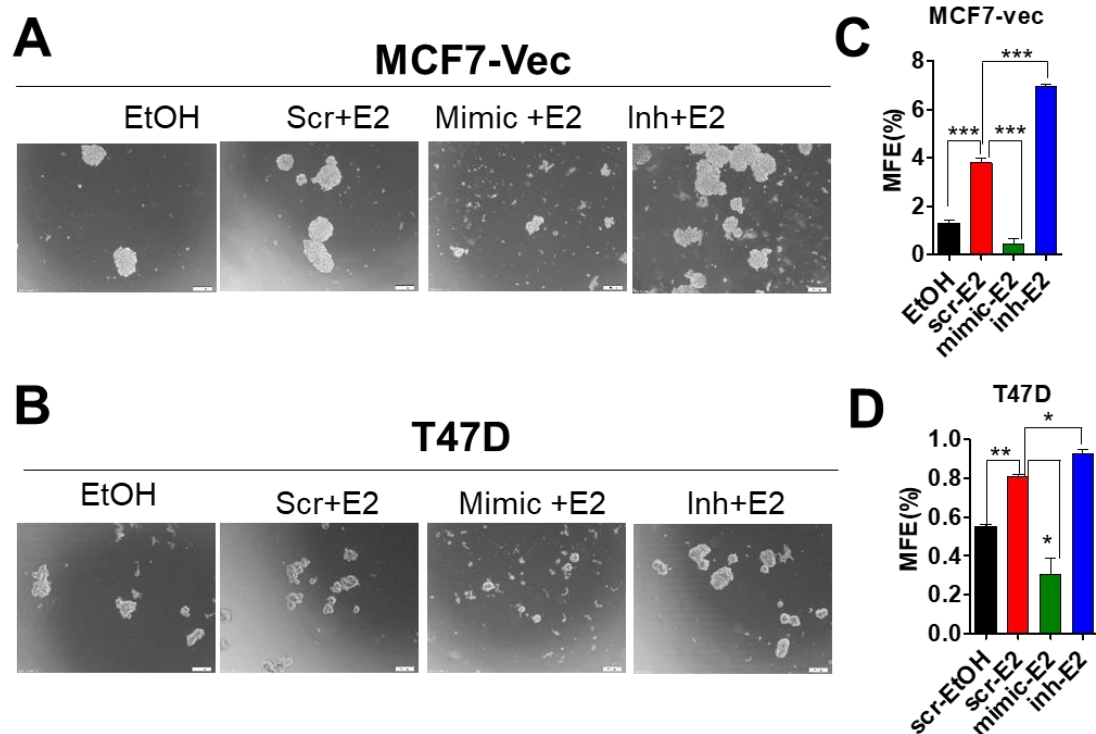 A
MCF7-Vec
EtOH Scr+E2 Mimic +E2 Inh+E2
B
T47D
EtOH Scr+E2 Mimic +E2 Inh+E2
C
MCF7-vec
MFE(%)
8
6
4
2
0
*** *** ***
EtOH
scr-E2
mimic-E2
inh-E2
D
T47D
MFE(%)
1.0
0.8
0.6
0.4
0.2
0.0
** * *
scr-EtOH
scr-E2
mimic-E2
inh-E2